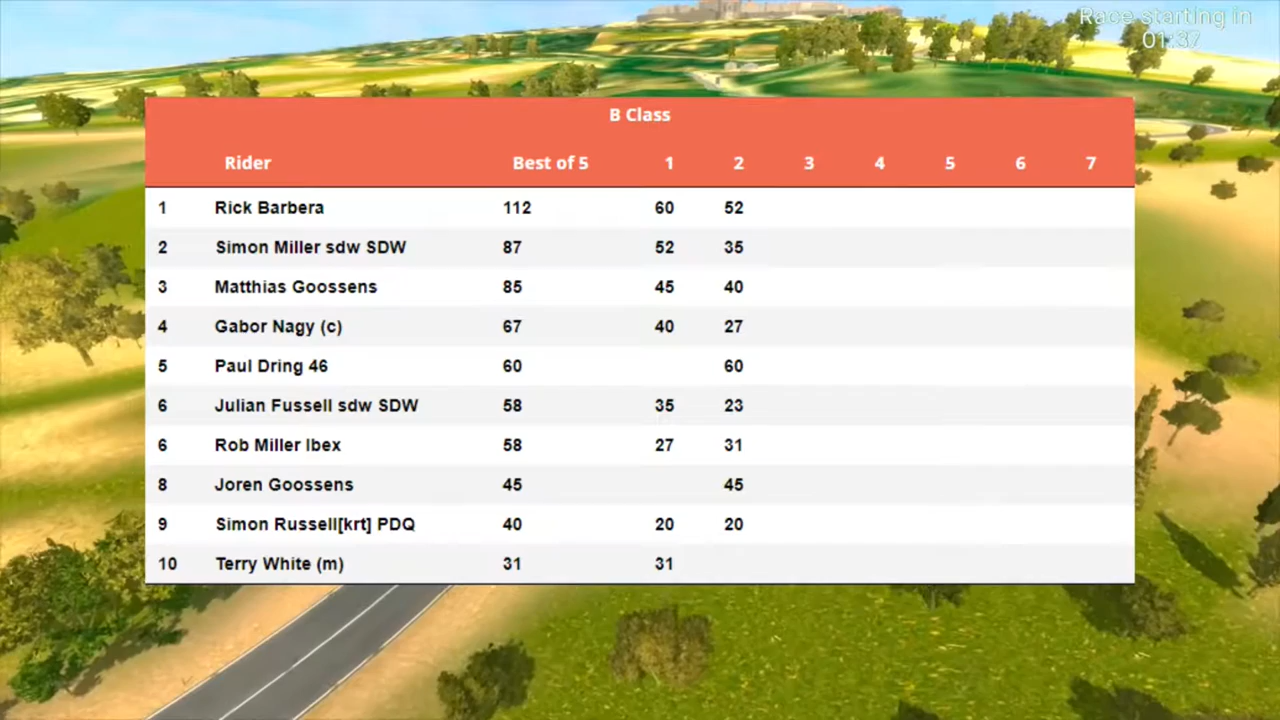 Race starting in
01:37
B Class
Rider Best of 5 1 2 3 4 5 6 7
1 Rick Barbera 112 60 52
2 Simon Miller sdw SDW 87 52 35
3 Matthias Goossens 85 45 40
4 Gabor Nagy (c) 67 40 27
5 Paul Dring 46 60 60
6 Julian Fussell sdw SDW 58 35 23
6 Rob Miller Ibex 58 27 31
8 Joren Goossens 45 45
9 Simon Russell[krt] PDQ 40 20 20
10 Terry White (m) 31 31